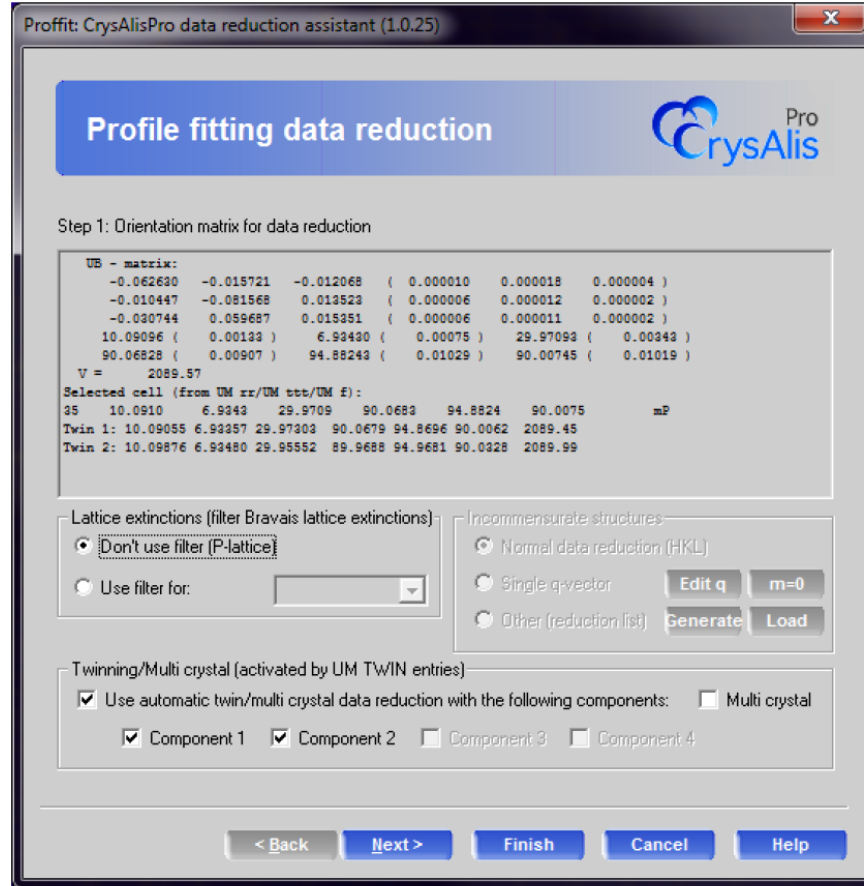 Proffit: CrysAlisPro data reduction assistant (1.0.25)
x
Profile fitting data reduction
CrysAlis Pro
Step 1: Orientation matrix for data reduction
UB - matrix:
-0.062630 -0.015721 -0.012068 ( 0.000010 0.000018 0.000004 )
-0.010447 -0.081568 0.013523 ( 0.000006 0.000012 0.000002 )
-0.030744 0.059687 0.015351 ( 0.000006 0.000011 0.000002 )
10.09096 ( 0.00133 ) 6.93430 ( 0.00075 ) 29.97093 ( 0.00343 )
90.06828 ( 0.00907 ) 94.88243 ( 0.01029 ) 90.00745 ( 0.01019 )
V = 2089.57
Selected cell (from UM rr/UM ttt/UM f):
35 10.0910 6.9343 29.9709 90.0683 94.8824 90.0075 mP
Twin 1: 10.09055 6.93357 29.97303 90.0679 94.8696 90.0062 2089.45
Twin 2: 10.09876 6.93480 29.95552 89.9688 94.9681 90.0328 2089.99
Lattice extinctions (filter Bravais lattice extinctions)
Don't use filter (P-lattice)
Use filter for:
Incommensurate structures
Normal data reduction (HKL)
Single q-vector Edit q m=0
Other (reduction list) Generate Load
Twinning/Multi crystal (activated by UM TWIN entries)
Use automatic twin/multi crystal data reduction with the following components: Multi crystal
Component 1 Component 2 Component 3 Component 4
< Back Next > Finish Cancel Help